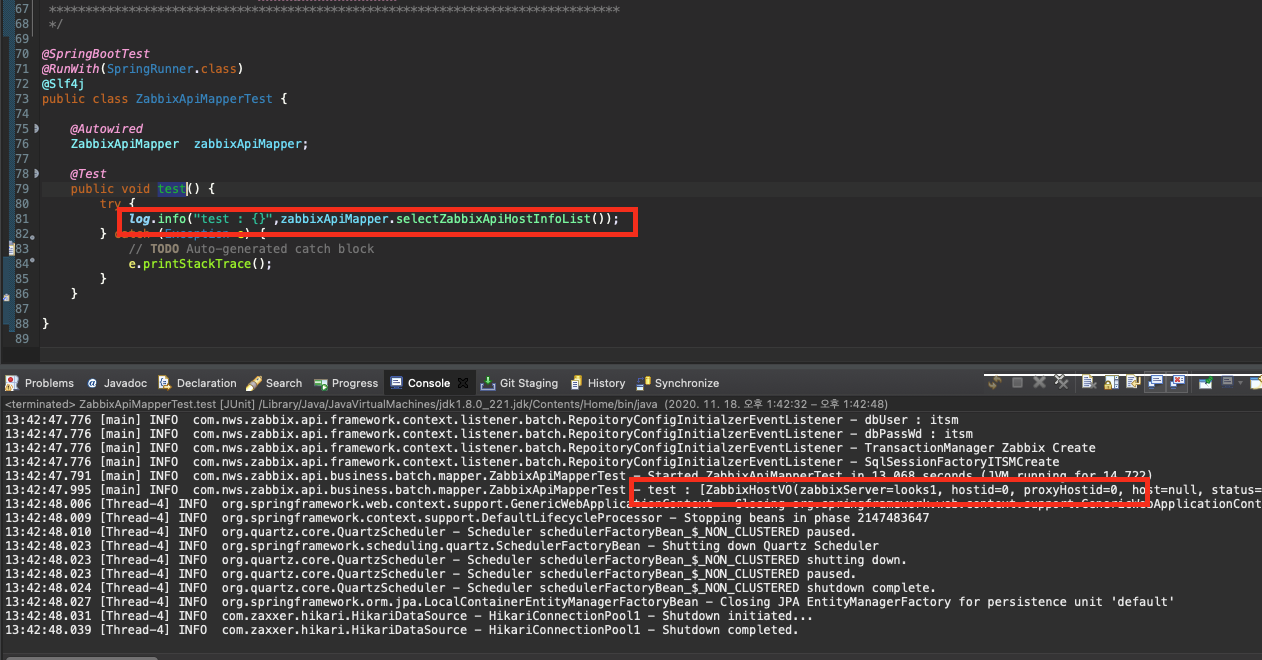 67 *******************************************************************************
68 */
69
70 @SpringBootTest
71 @RunWith(SpringRunner.class)
72 @Slf4j
73 public class ZabbixApiMapperTest {
74
75 @Autowired
76 ZabbixApiMapper zabbixApiMapper;
77
78 @Test
79 public void test() {
80 try {
81 log.info("test : {}",zabbixApiMapper.selectZabbixApiHostInfoList());
82 } catch (Exception e) {
83 // TODO Auto-generated catch block
84 e.printStackTrace();
85 }
86 }
87
88 }
89
Problems @ Javadoc Declaration Search Progress Console Git Staging History Synchronize
<terminated> ZabbixApiMapperTest.test [JUnit] /Library/Java/JavaVirtualMachines/jdk1.8.0_221.jdk/Contents/Home/bin/java (2020. 11. 18. 오후 1:42:32 – 오후 1:42:48)
13:42:47.776 [main] INFO com.nws.zabbix.api.framework.context.listener.batch.RepoitoryConfigInitialzerEventListener - dbUser : itsm
13:42:47.776 [main] INFO com.nws.zabbix.api.framework.context.listener.batch.RepoitoryConfigInitialzerEventListener - dbPassWd : itsm
13:42:47.776 [main] INFO com.nws.zabbix.api.framework.context.listener.batch.RepoitoryConfigInitialzerEventListener - TransactionManager Zabbix Create
13:42:47.776 [main] INFO com.nws.zabbix.api.framework.context.listener.batch.RepoitoryConfigInitialzerEventListener - SqlSessionFactoryITSMCreate
13:42:47.791 [main] INFO com.nws.zabbix.api.business.batch.mapper.ZabbixApiMapperTest - Started ZabbixApiMapperTest in 13.068 seconds (JVM running for 14.722)
13:42:47.995 [main] INFO com.nws.zabbix.api.business.batch.mapper.ZabbixApiMapperTest - test : [ZabbixHostVO(zabbixServer=looks1, hostid=0, proxyHostid=0, host=null, status=
13:42:48.006 [Thread-4] INFO org.springframework.web.context.support.GenericWebApplicationContext - Closing org.springframework.web.context.support.GenericWebApplicationCont
13:42:48.009 [Thread-4] INFO org.springframework.context.support.DefaultLifecycleProcessor - Stopping beans in phase 2147483647
13:42:48.010 [Thread-4] INFO org.quartz.core.QuartzScheduler - Scheduler schedulerFactoryBean_$_NON_CLUSTERED paused.
13:42:48.023 [Thread-4] INFO org.springframework.scheduling.quartz.SchedulerFactoryBean - Shutting down Quartz Scheduler
13:42:48.023 [Thread-4] INFO org.quartz.core.QuartzScheduler - Scheduler schedulerFactoryBean_$_NON_CLUSTERED shutting down.
13:42:48.023 [Thread-4] INFO org.quartz.core.QuartzScheduler - Scheduler schedulerFactoryBean_$_NON_CLUSTERED paused.
13:42:48.024 [Thread-4] INFO org.quartz.core.QuartzScheduler - Scheduler schedulerFactoryBean_$_NON_CLUSTERED shutdown complete.
13:42:48.027 [Thread-4] INFO org.springframework.orm.jpa.LocalContainerEntityManagerFactoryBean - Closing JPA EntityManagerFactory for persistence unit 'default'
13:42:48.031 [Thread-4] INFO com.zaxxer.hikari.HikariDataSource - HikariConnectionPool1 - Shutdown initiated...
13:42:48.039 [Thread-4] INFO com.zaxxer.hikari.HikariDataSource - HikariConnectionPool1 - Shutdown completed.